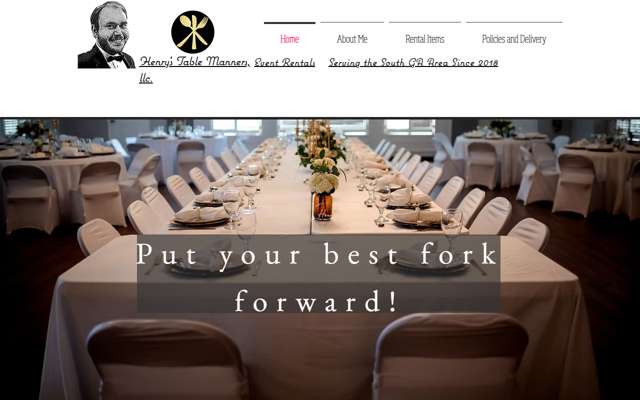 Home
About Me
Rental Items
Policies and Delivery
Henry's Table Manners, Event Rentals Serving the South GA Area Since 2018
llc.
Put your best fork
forward!